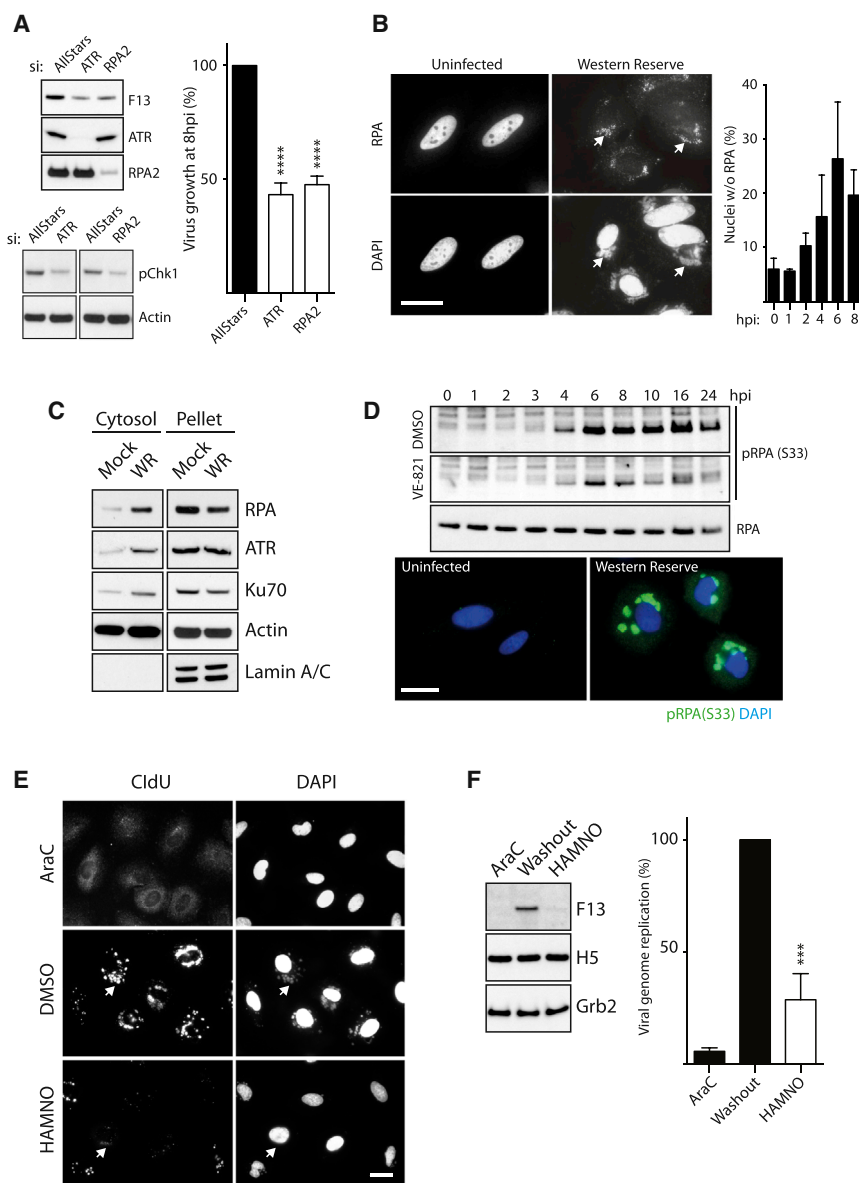 A
si:
AllStars
ATR
RPA2
F13
ATR
RPA2
si:
AllStars
ATR
AllStars
RPA2
pChk1
Actin
Virus growth at 8hpi (%)
100
50
****
****
AllStars
ATR
RPA2
B
Uninfected
Western Reserve
RPA
DAPI
Nuclei w/o RPA (%)
40
30
20
10
hpi: 0 1 2 4 6 8
C
Cytosol
Pellet
Mock
WR
Mock
WR
RPA
ATR
Ku70
Actin
Lamin A/C
D
0 1 2 3 4 6 8 10 16 24 hpi
DMSO
VE-821
pRPA (S33)
RPA
Uninfected
Western Reserve
pRPA(S33) DAPI
E
CldU
DAPI
AraC
DMSO
HAMNO
F
AraC
Washout
HAMNO
F13
H5
Grb2
Viral genome replication (%)
100
50
***
AraC
Washout
HAMNO